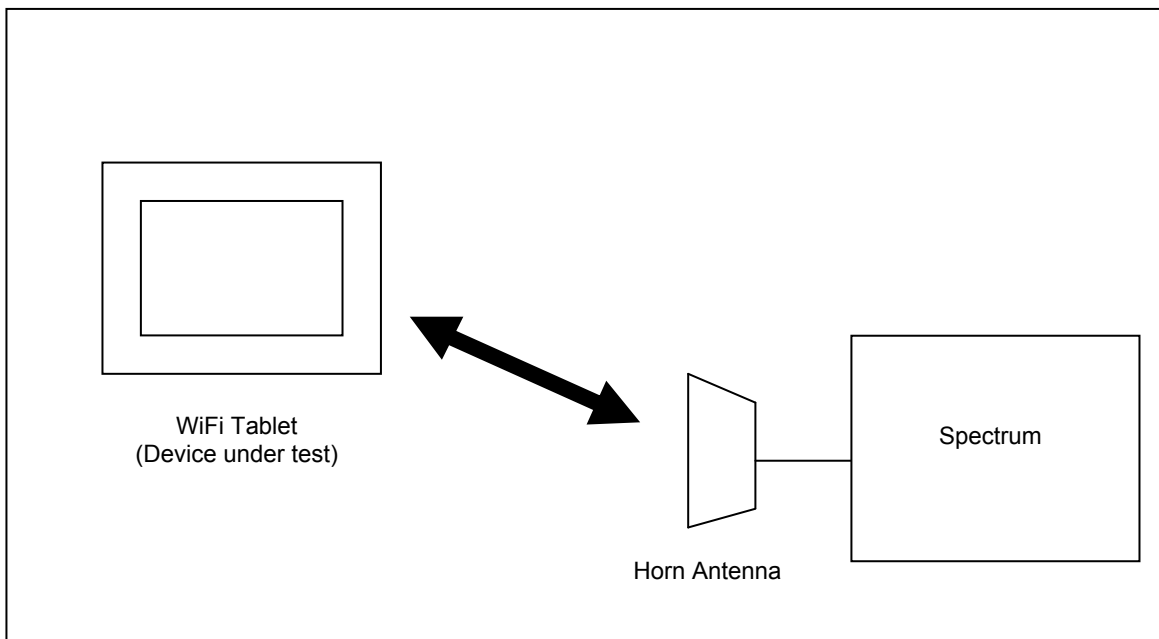 WiFi Tablet
(Device under test)
Spectrum
Horn Antenna